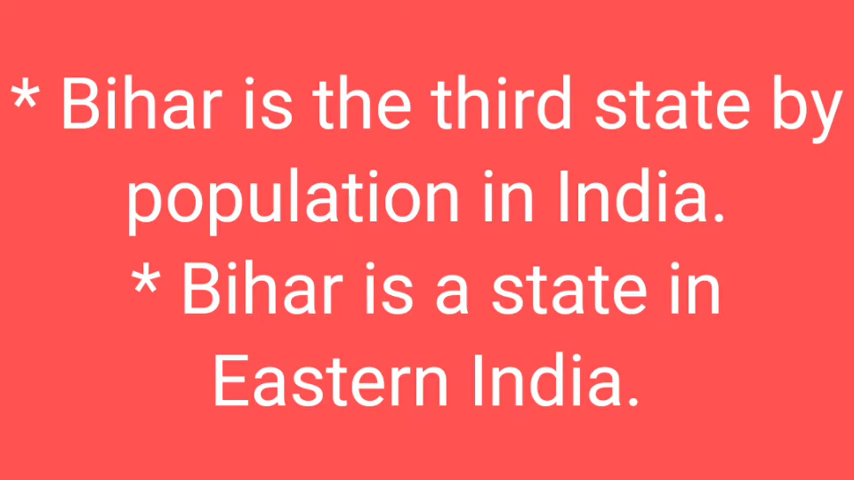 * Bihar is the third state by
population in India.
* Bihar is a state in
Eastern India.